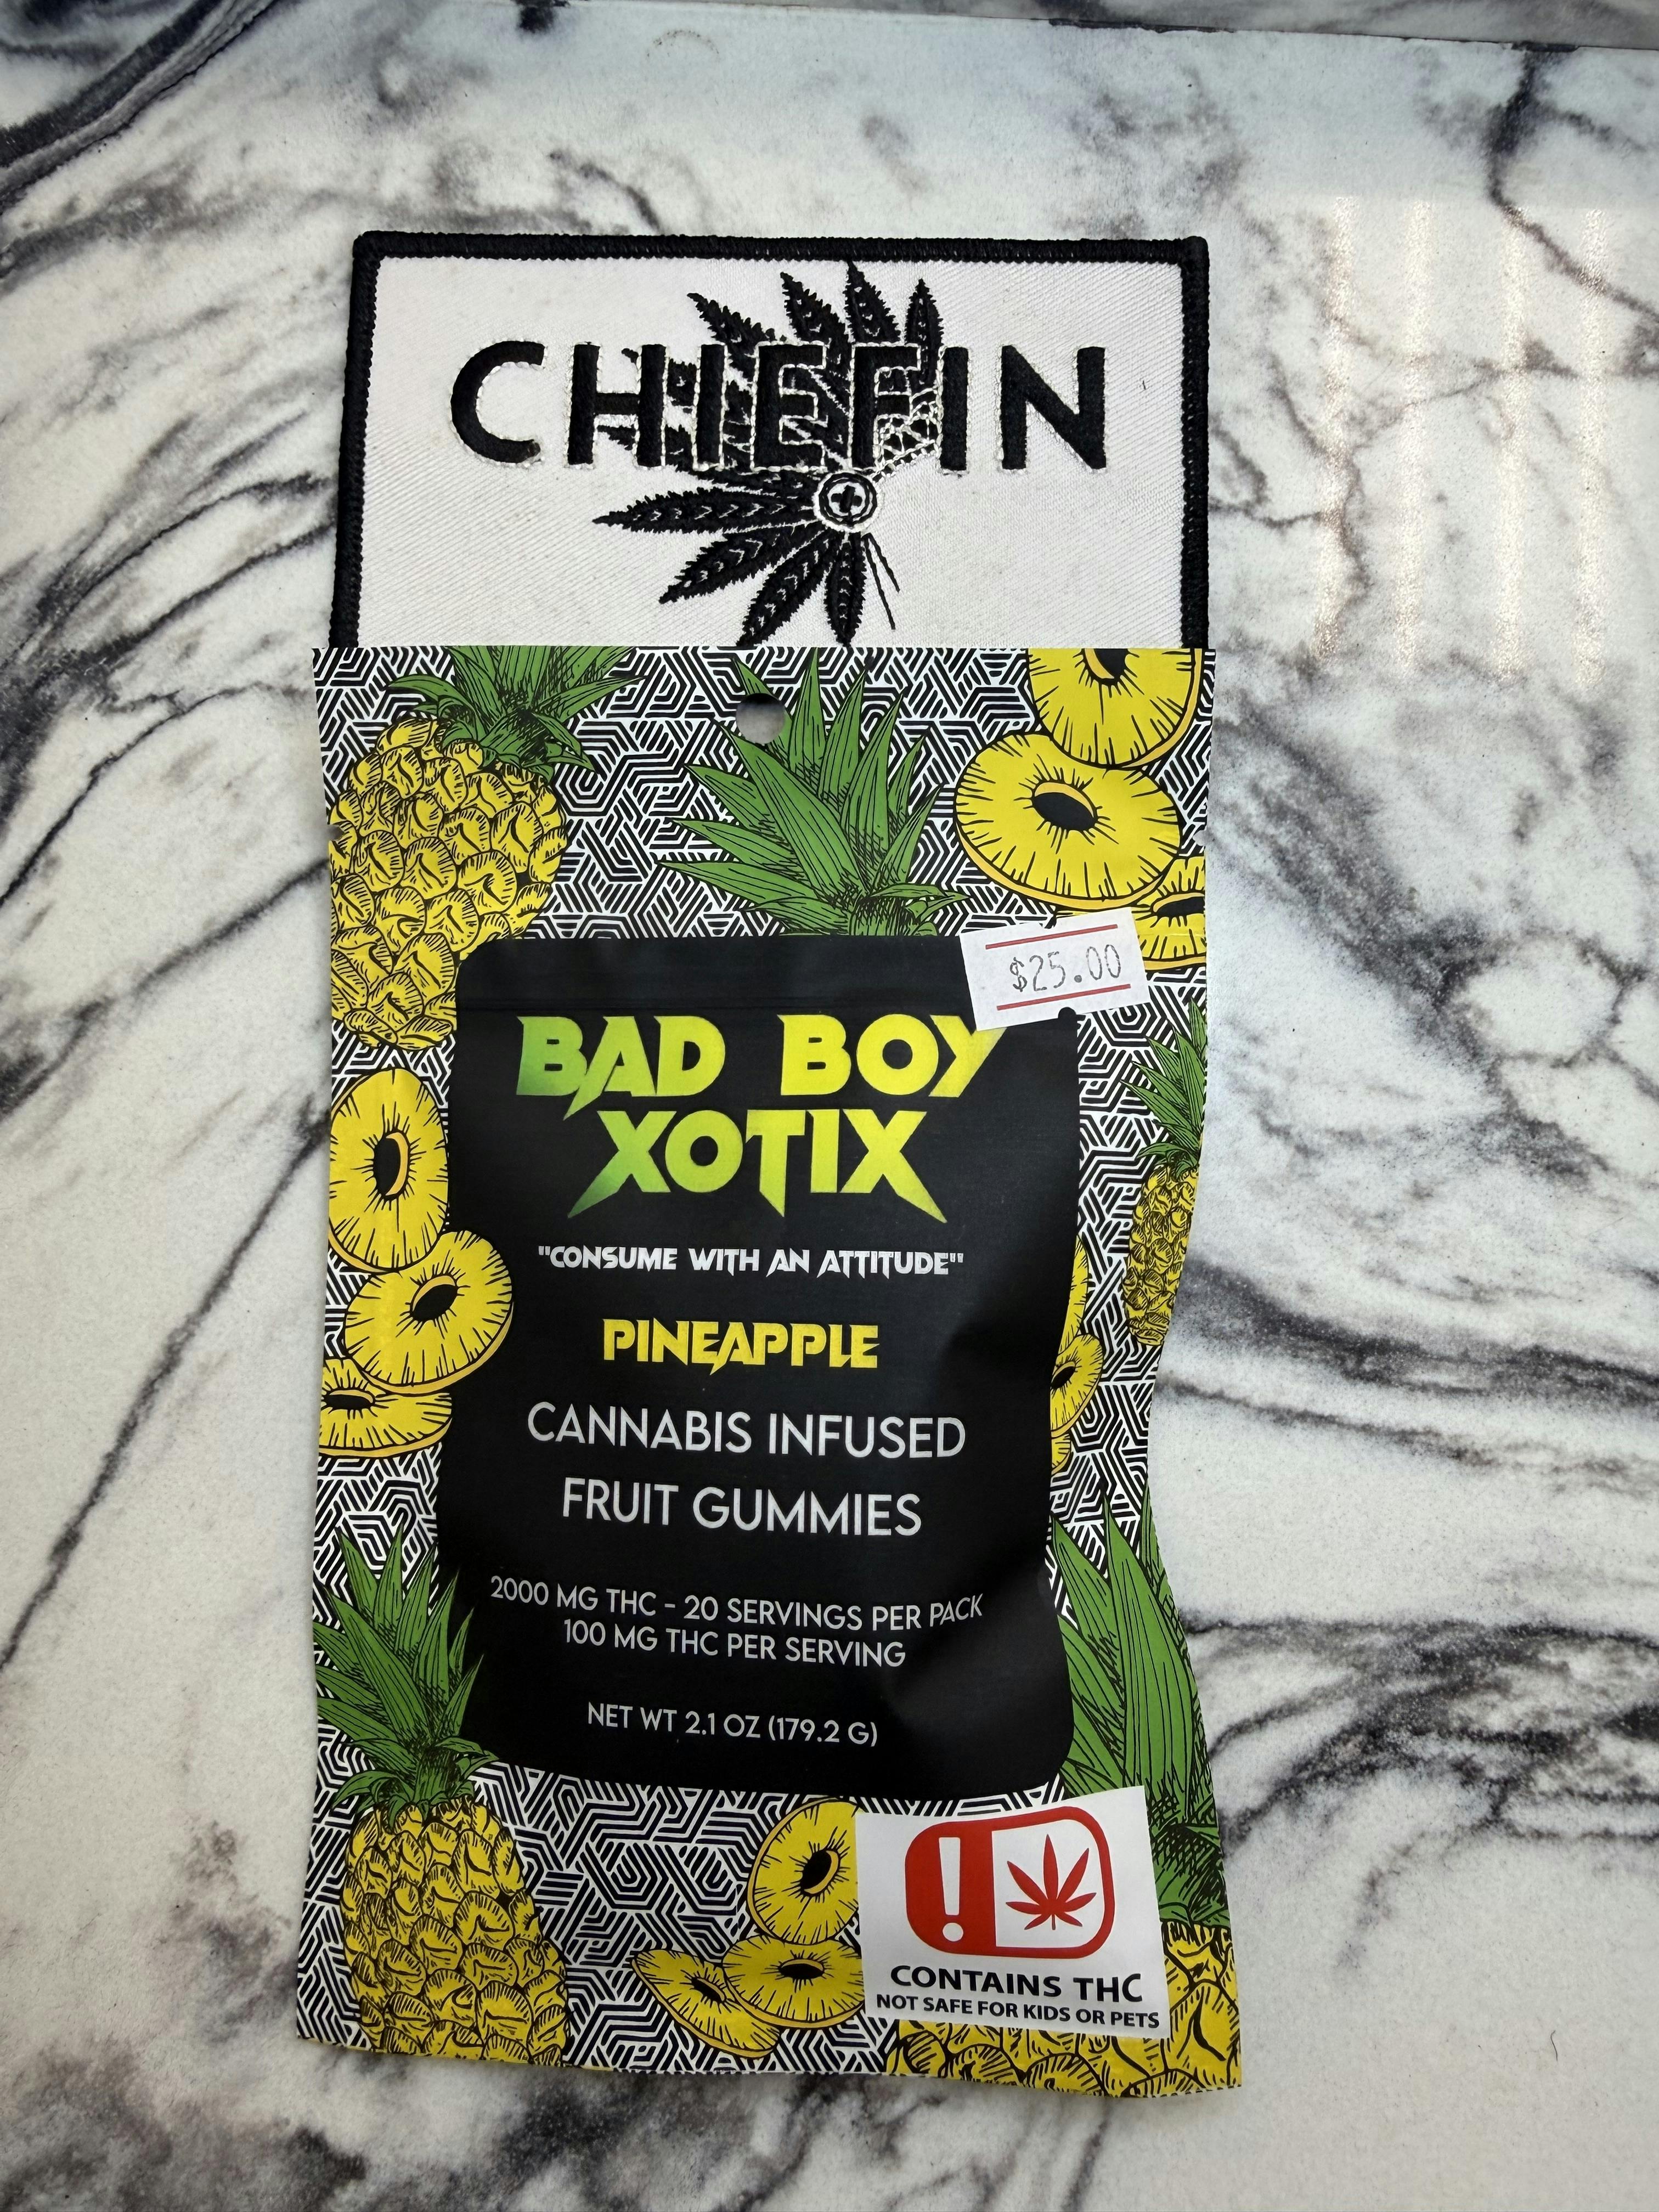 CHIEFIN
$25.00
BAD BOY
XOTIX
"CONSUME WITH AN ATTITUDE"
PINEAPPLE
CANNABIS INFUSED
FRUIT GUMMIES
2000 MG THC - 20 SERVINGS PER PACK
100 MG THC PER SERVING
NET WT 2.1 OZ (179.2 G)
!
CONTAINS THC
NOT SAFE FOR KIDS OR PETS